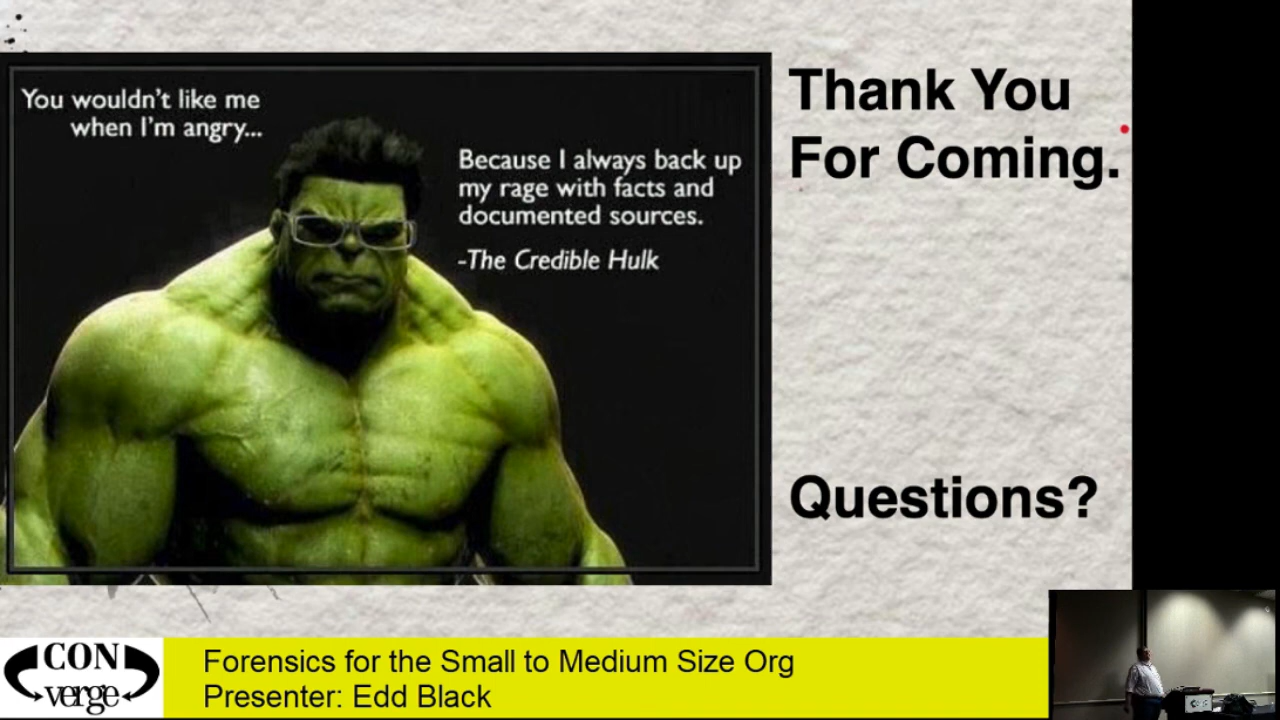 You wouldn't like me
when I'm angry...
Because I always back up
my rage with facts and
documented sources.
-The Credible Hulk
Thank You
For Coming.
Questions?
CON
verge
Forensics for the Small to Medium Size Org
Presenter: Edd Black